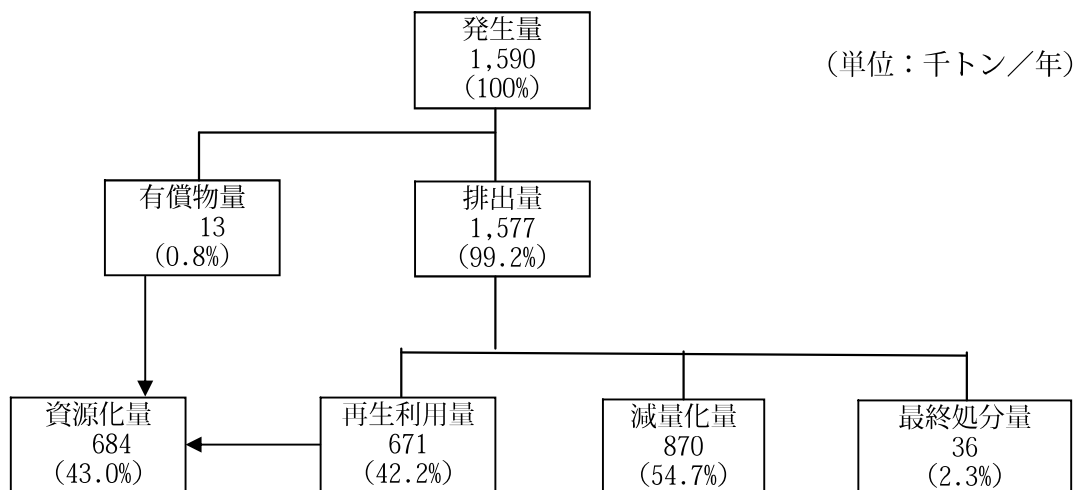 発生量
1,590
(100%)
(単位：千トン／年)
有償物量
13
(0.8%)
排出量
1,577
(99.2%)
資源化量
684
(43.0%)
再生利用量
671
(42.2%)
減量化量
870
(54.7%)
最終処分量
36
(2.3%)